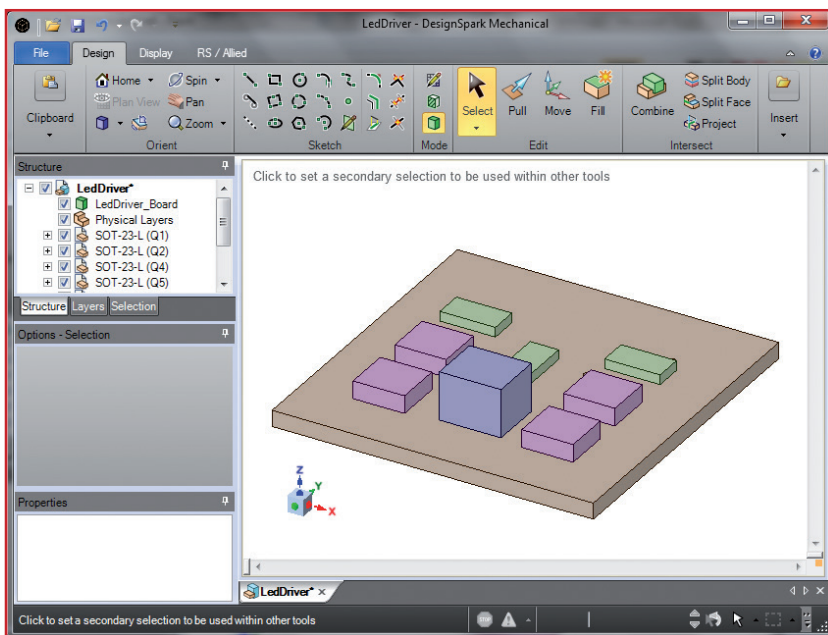 LedDriver - DesignSpark Mechanical
File Design Display RS / Allied
Clipboard
Home Spin
Plan View Pan
Zoom
Orient
Sketch
Mode
Select Pull Move Fill
Edit
Combine
Split Body
Split Face
Project
Intersect
Insert
Structure
LedDriver*
LedDriver_Board
Physical Layers
SOT-23-L (Q1)
SOT-23-L (Q2)
SOT-23-L (Q4)
SOT-23-L (Q5)
Structure Layers Selection
Options - Selection
Properties
Click to set a secondary selection to be used within other tools
Z
Y
X
LedDriver*
Click to set a secondary selection to be used within other tools
STOP